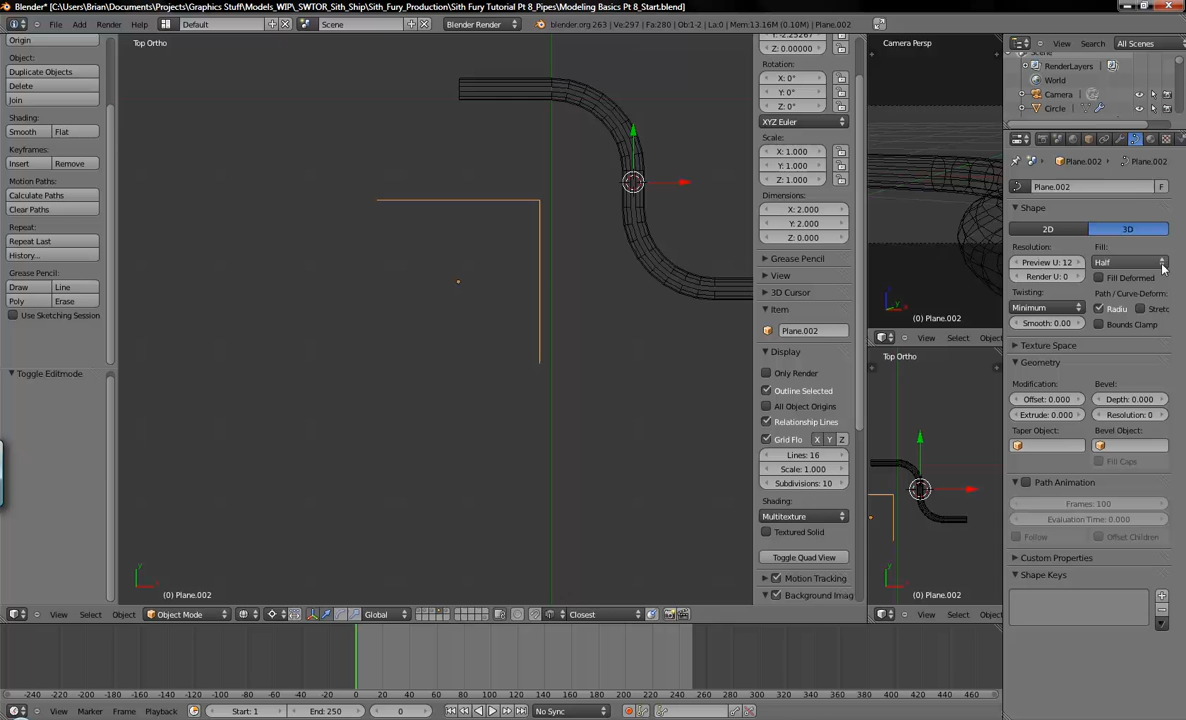 Blender* [C:\Users\Brian\Documents\Projects\Graphics Stuff\Models_WIP_SWTOR_Sith_Ship\Sith_Fury_Production\Sith Fury Tutorial Pt 8_Pipes\Modeling Basics Pt 8_Start.blend]
File Add Render Help Default Scene Blender Render blender.org 263 | Ve:297 | Fa:280 | Ob:1-2 | La:0 | Mem:13.16M (0.10M) | Plane.002
Origin
Object:
Duplicate Objects
Delete
Join
Shading:
Smooth Flat
Keyframes:
Insert Remove
Motion Paths:
Calculate Paths
Clear Paths
Repeat:
Repeat Last
History...
Grease Pencil:
Draw Line
Poly Erase
Use Sketching Session
Toggle Editmode
Top Ortho
(0) Plane.002
View Select Object Object Mode Global Closest
Y: -2.25267
Z: 0.00000
Rotation:
X: 0°
Y: 0°
Z: 0°
XYZ Euler
Scale:
X: 1.000
Y: 1.000
Z: 1.000
Dimensions:
X: 2.000
Y: 2.000
Z: 0.000
Grease Pencil
View
3D Cursor
Item
Plane.002
Display
Only Render
Outline Selected
All Object Origins
Relationship Lines
Grid Flo X Y Z
Lines: 16
Scale: 1.000
Subdivisions: 10
Shading:
Multitexture
Textured Solid
Toggle Quad View
Motion Tracking
Background Imag
Camera Persp
(0) Plane.002
View Select Object
Top Ortho
(0) Plane.002
View Select Object
View Search All Scenes
Scene
RenderLayers
World
Camera
Circle
Plane.002 Plane.002
Plane.002 F
Shape
2D 3D
Resolution: Fill:
Preview U: 12 Half
Render U: 0 Fill Deformed
Twisting: Path / Curve-Deform:
Minimum Radiu Stretc
Smooth: 0.00 Bounds Clamp
Texture Space
Geometry
Modification: Bevel:
Offset: 0.000 Depth: 0.000
Extrude: 0.000 Resolution: 0
Taper Object: Bevel Object:
Fill Caps
Path Animation
Frames: 100
Evaluation Time: 0.000
Follow Offset Children
Custom Properties
Shape Keys
-240 -220 -200 -180 -160 -140 -120 -100 -80 -60 -40 -20 0 20 40 60 80 100 120 140 160 180 200 220 240 260 280 300 320 340 360 380 400 420 440 460
View Marker Frame Playback Start: 1 End: 250 0 No Sync